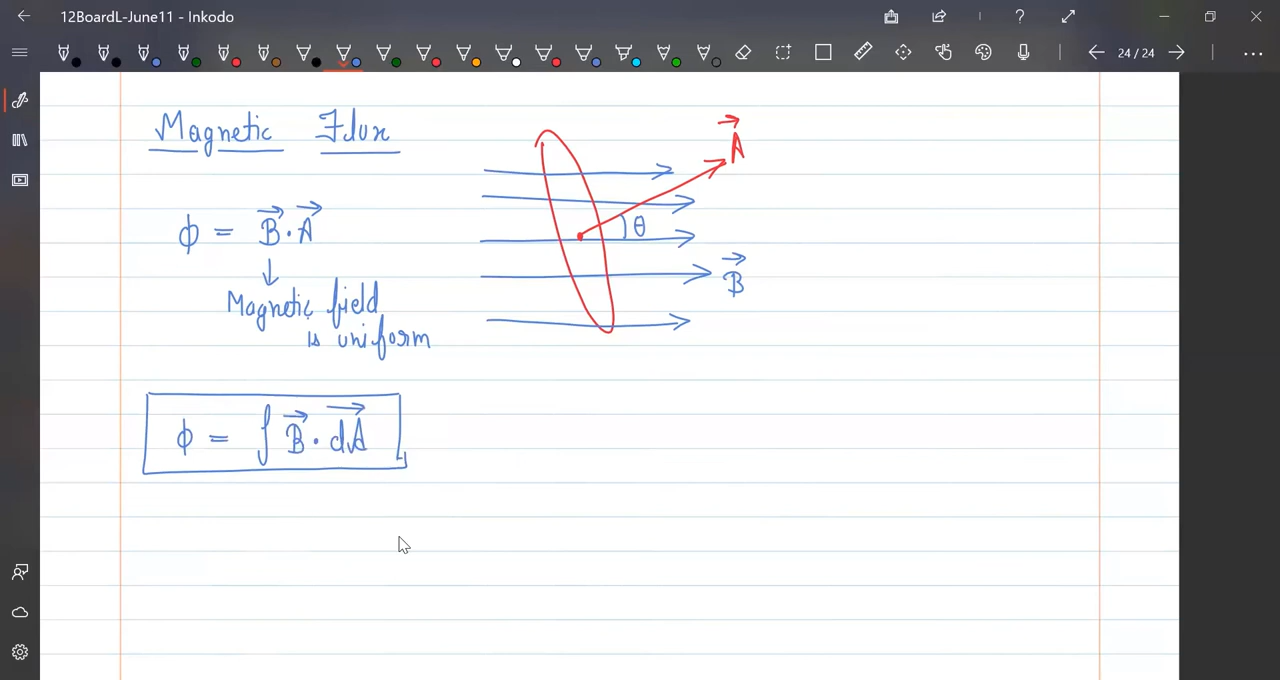 12BoardL-June11 - Inkodo
24 / 24
Magnetic Flux
ϕ = B⃗ · A⃗
↓
Magnetic field
is uniform
ϕ = ∫ B⃗ · dA⃗
A⃗
θ
B⃗